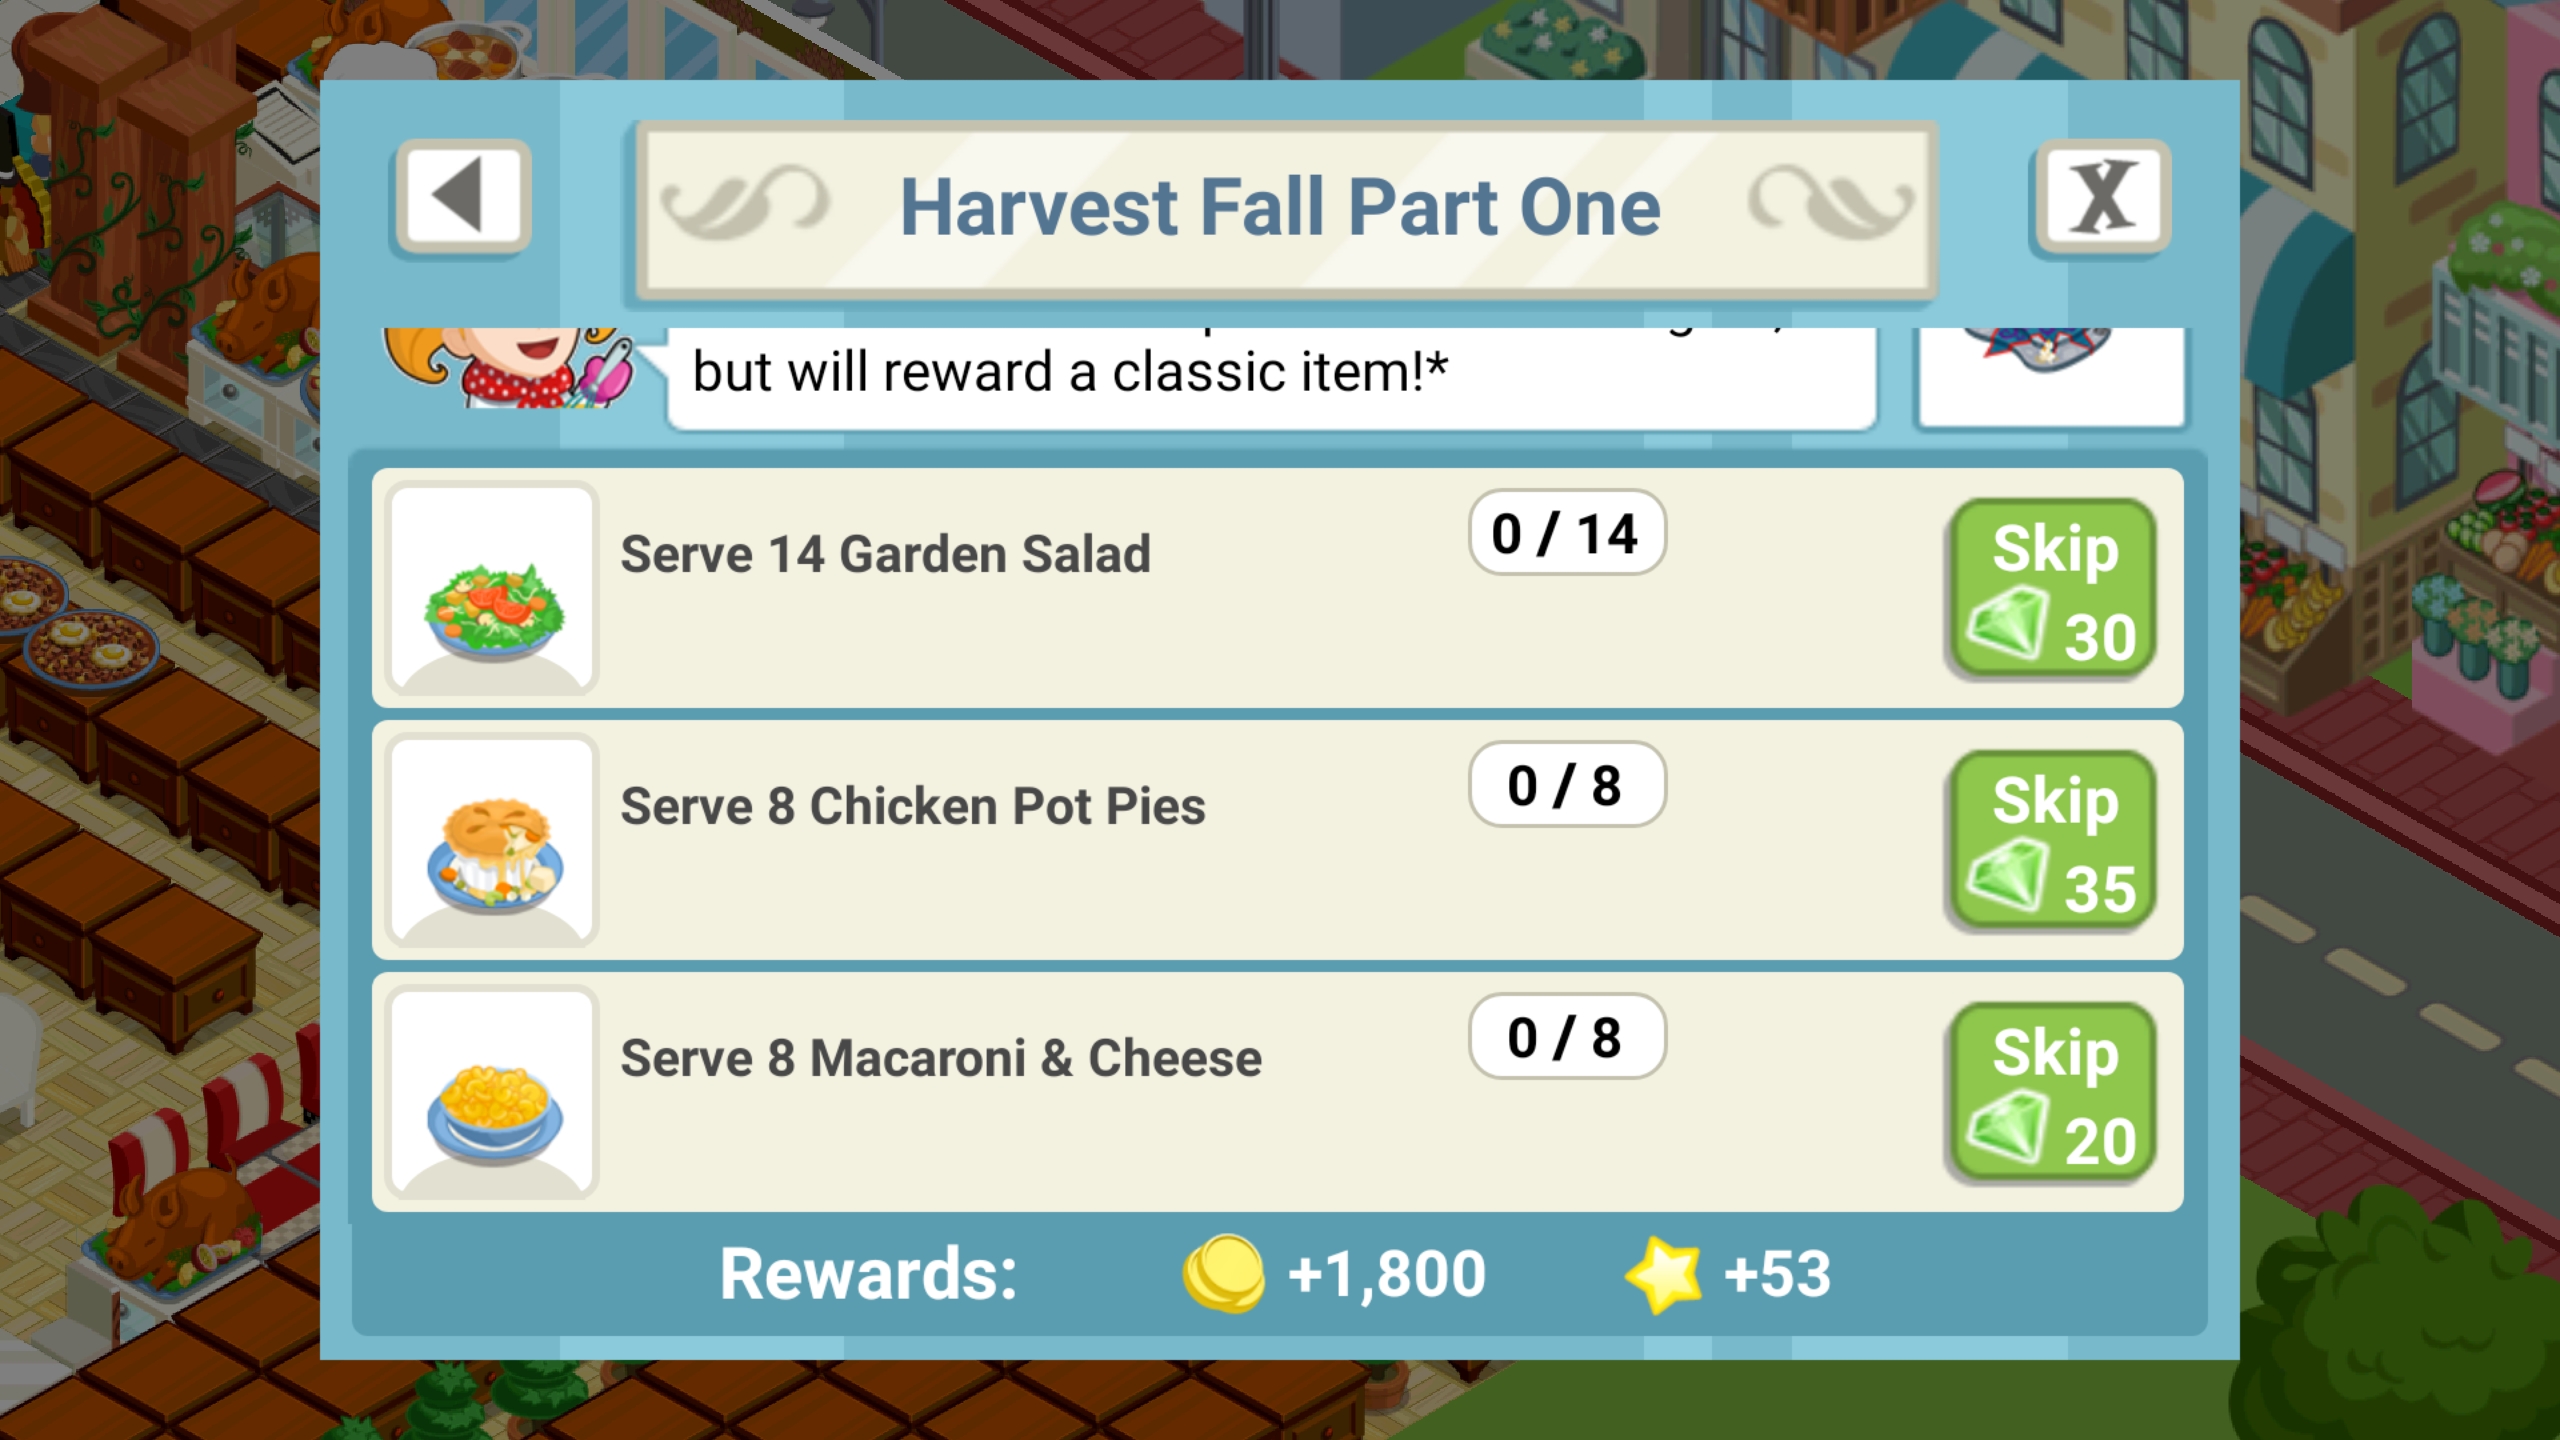 Harvest Fall Part One
X
but will reward a classic item!*
Serve 14 Garden Salad
0 / 14
Skip
30
Serve 8 Chicken Pot Pies
0 / 8
Skip
35
Serve 8 Macaroni & Cheese
0 / 8
Skip
20
Rewards: +1,800 +53